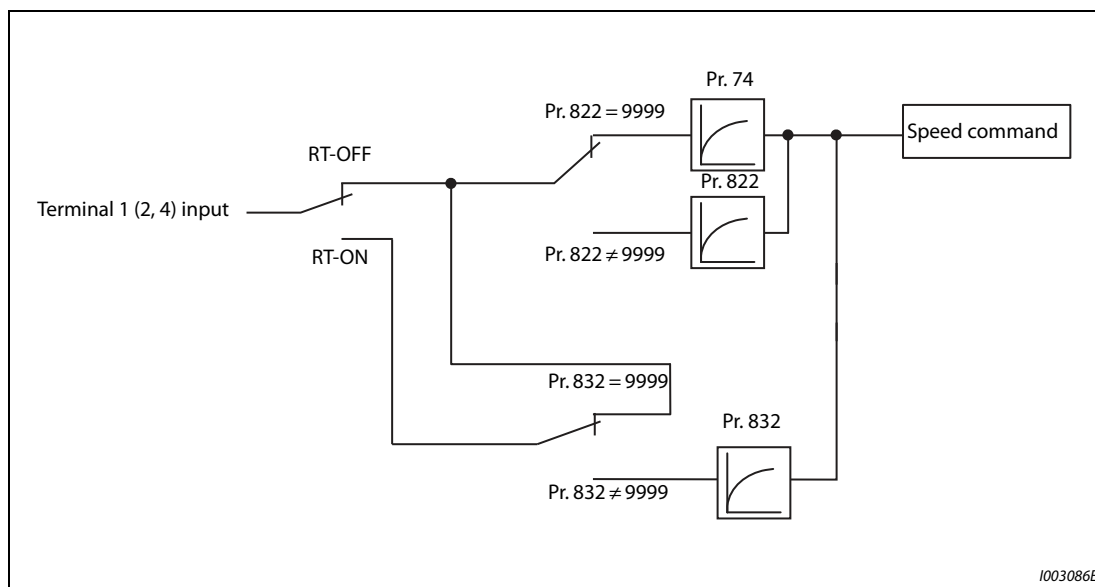 Pr. 74
Pr. 822 = 9999
Speed command
RT-OFF
Pr. 822
Terminal 1 (2, 4) input
Pr. 822 ≠ 9999
RT-ON
Pr. 832 = 9999
Pr. 832
Pr. 832 ≠ 9999
I003086E